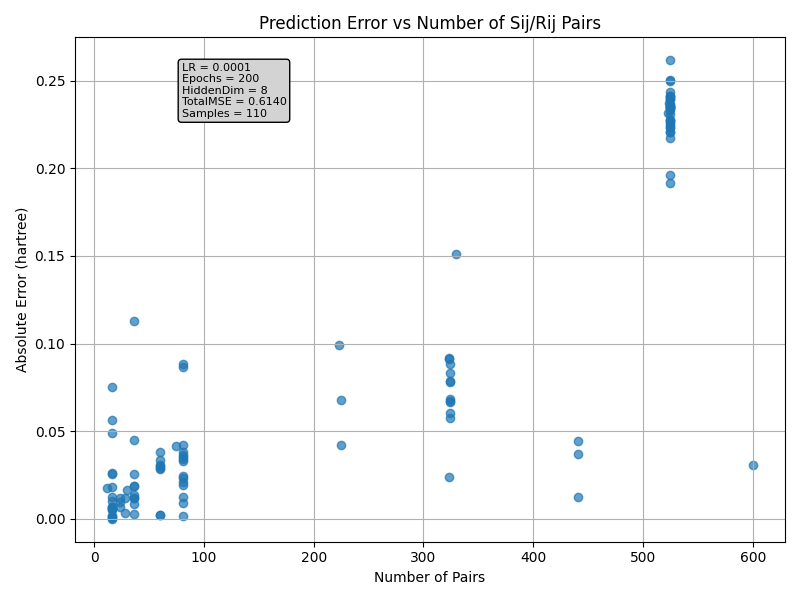 Prediction Error vs Number of Sij/Rij Pairs
LR = 0.0001
Epochs = 200
HiddenDim = 8
TotalMSE = 0.6140
Samples = 110
Absolute Error (hartree)
0.25
0.20
0.15
0.10
0.05
0.00
0 100 200 300 400 500 600
Number of Pairs